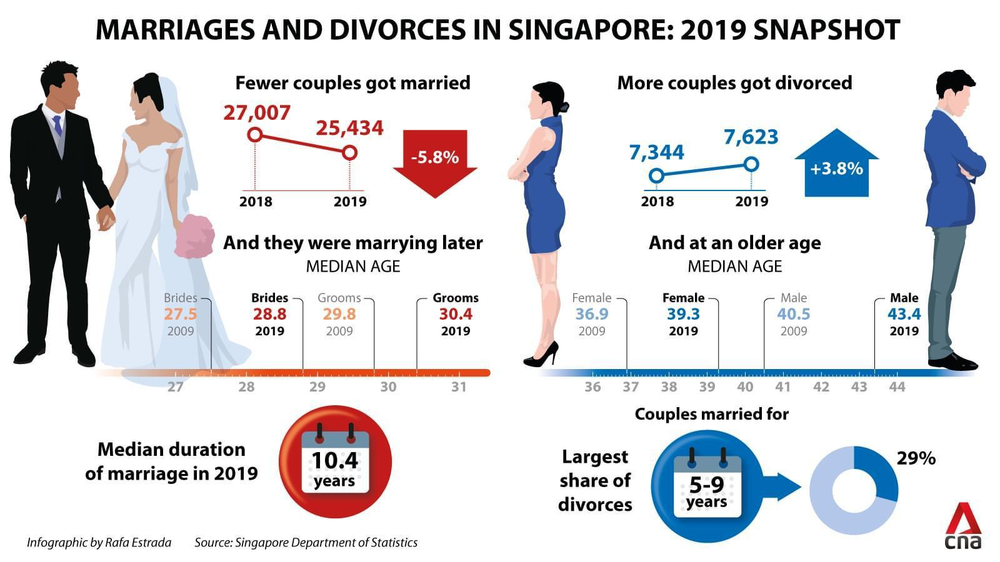 MARRIAGES AND DIVORCES IN SINGAPORE: 2019 SNAPSHOT
Fewer couples got married
27,007
25,434
-5.8%
2018
2019
And they were marrying later
MEDIAN AGE
Brides
27.5
2009
Brides
28.8
2019
Grooms
29.8
2009
Grooms
30.4
2019
27 28 29 30 31
Median duration
of marriage in 2019
10.4
years
More couples got divorced
7,344
7,623
+3.8%
2018
2019
And at an older age
MEDIAN AGE
Female
36.9
2009
Female
39.3
2019
Male
40.5
2009
Male
43.4
2019
36 37 38 39 40 41 42 43 44
Couples married for
Largest
share of
divorces
5-9
years
29%
Infographic by Rafa Estrada
Source: Singapore Department of Statistics
cna